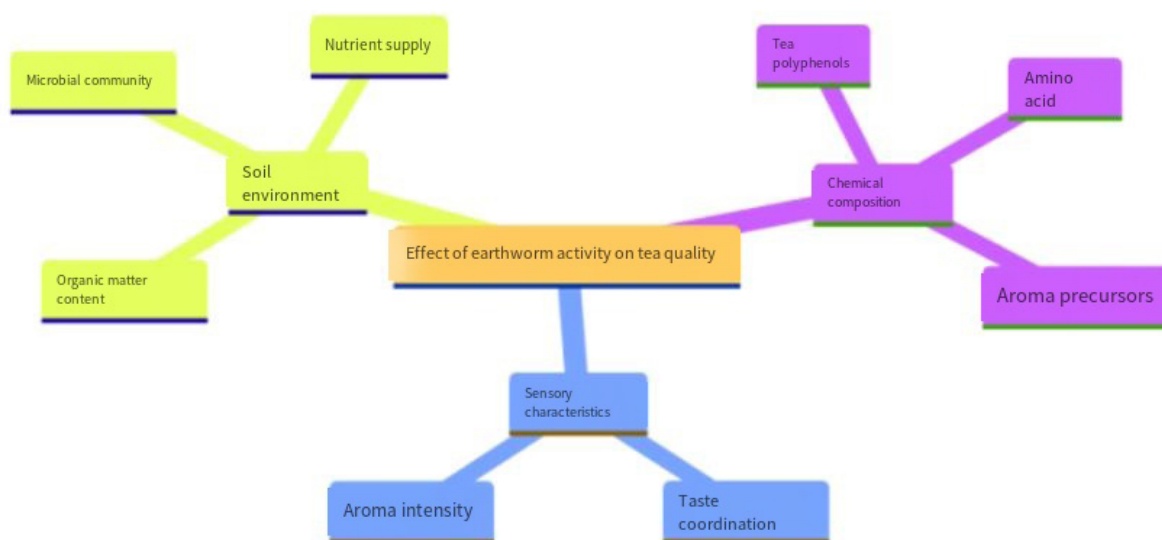 Nutrient supply
Microbial community
Soil
environment
Organic matter
content
Tea
polyphenols
Amino
acid
Chemical
composition
Aroma precursors
Effect of earthworm activity on tea quality
Sensory
characteristics
Aroma intensity
Taste
coordination